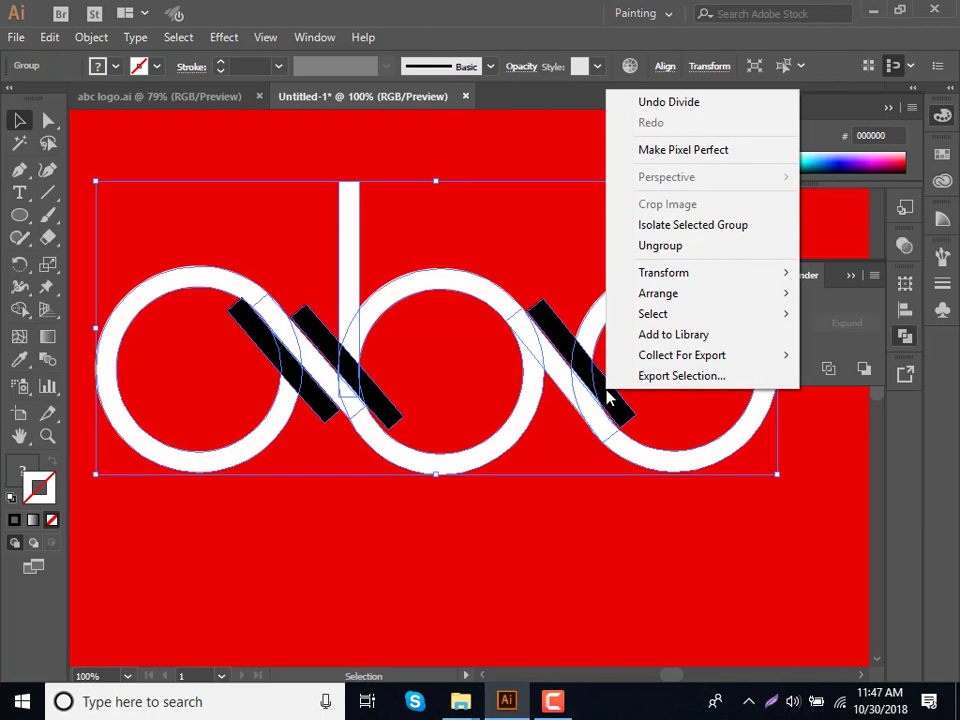 Ai Br St Painting Search Adobe Stock
File Edit Object Type Select Effect View Window Help
Group ? Stroke: Basic Opacity Style: Align Transform
abc logo.ai @ 79% (RGB/Preview) × Untitled-1* @ 100% (RGB/Preview) ×
Undo Divide
Redo
# 000000
Make Pixel Perfect
Perspective
Crop Image
Isolate Selected Group
Ungroup
Transform
nder
Arrange
Select
Expand
Add to Library
Collect For Export
Export Selection...
?
100% 1 Selection
Type here to search
Ai
11:47 AM
10/30/2018